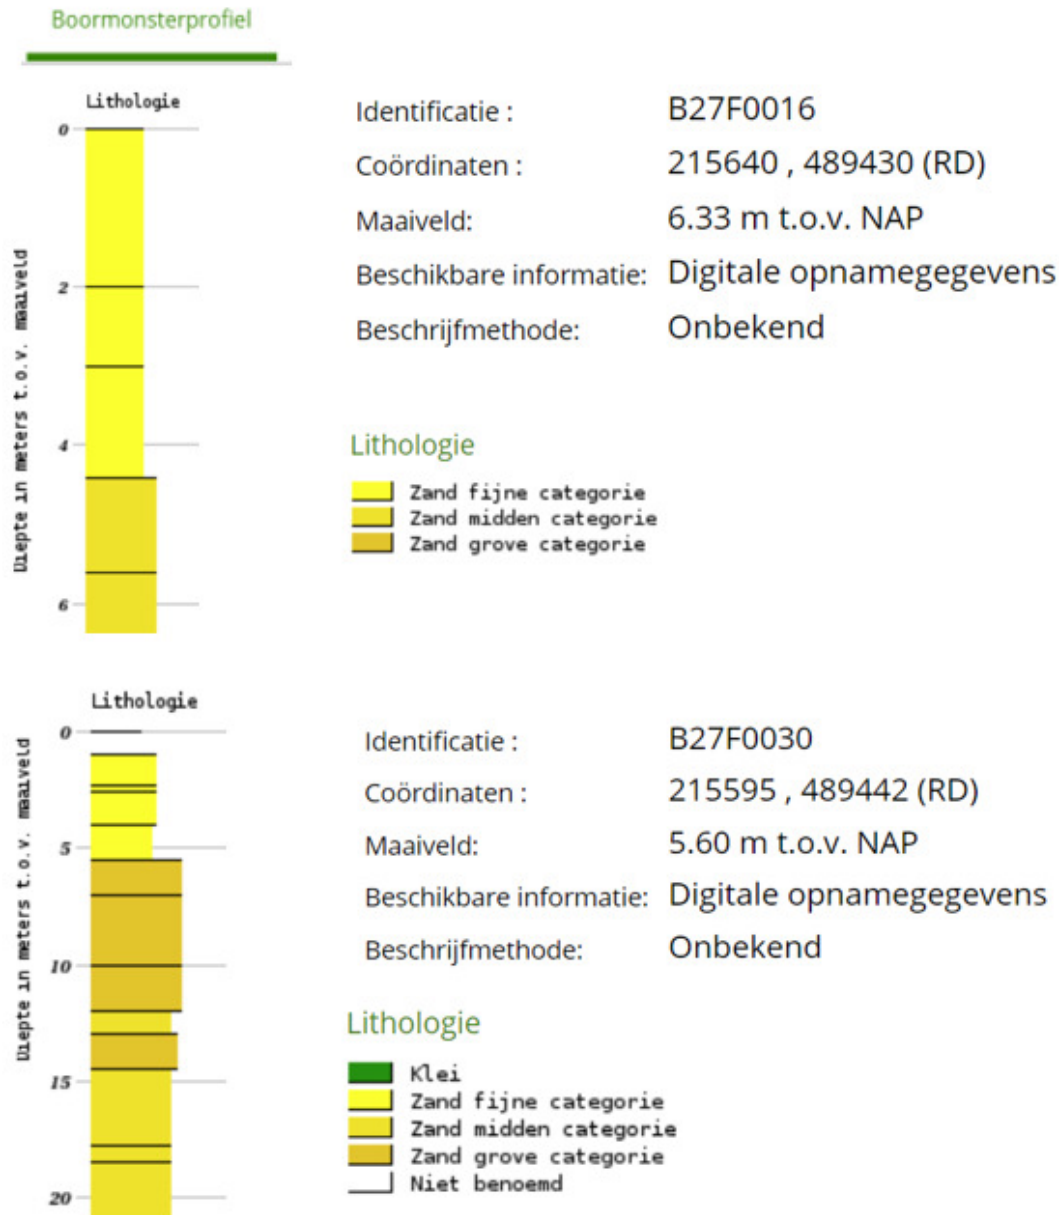 Boormonsterprofiel
Lithologie
0
2
4
6
Diepte in meters t.o.v. maaiveld
Identificatie : B27F0016
Coördinaten : 215640 , 489430 (RD)
Maaiveld: 6.33 m t.o.v. NAP
Beschikbare informatie: Digitale opnamegegevens
Beschrijfmethode: Onbekend
Lithologie
Zand fijne categorie
Zand midden categorie
Zand grove categorie
Lithologie
0
5
10
15
20
Diepte in meters t.o.v. maaiveld
Identificatie : B27F0030
Coördinaten : 215595 , 489442 (RD)
Maaiveld: 5.60 m t.o.v. NAP
Beschikbare informatie: Digitale opnamegegevens
Beschrijfmethode: Onbekend
Lithologie
Klei
Zand fijne categorie
Zand midden categorie
Zand grove categorie
Niet benoemd